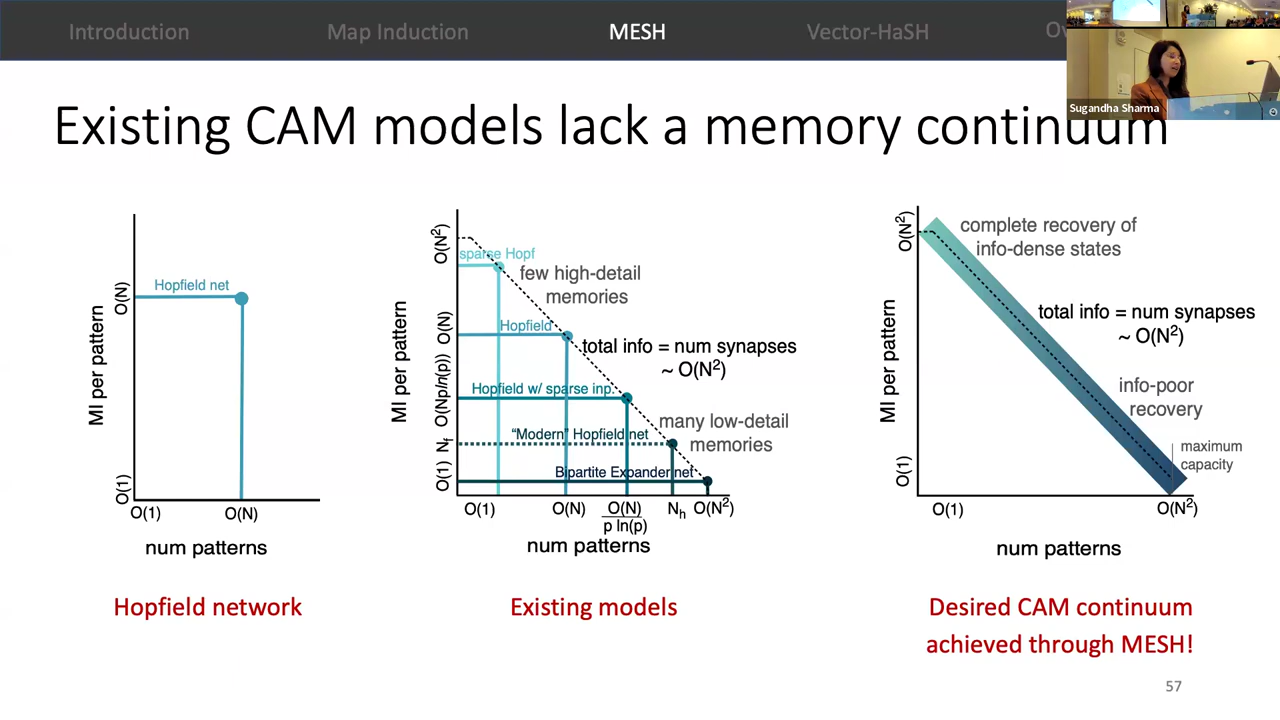 Introduction
Map Induction
MESH
Vector-HaSH
Ov
Sugandha Sharma
Existing CAM models lack a memory continuum
MI per pattern
O(N)
O(1)
Hopfield net
O(1)
O(N)
num patterns
Hopfield network
MI per pattern
O(N²)
O(N)
O(Np ln(p))
Nf
O(1)
sparse Hopf
few high-detail
memories
Hopfield
total info = num synapses
~ O(N²)
Hopfield w/ sparse inp.
many low-detail
memories
"Modern" Hopfield net
Bipartite Expander net
O(1)
O(N)
O(N)
p ln(p)
Nh
O(N²)
num patterns
Existing models
MI per pattern
O(N²)
O(1)
complete recovery of
info-dense states
total info = num synapses
~ O(N²)
info-poor
recovery
maximum
capacity
O(1)
O(N²)
num patterns
Desired CAM continuum
achieved through MESH!
57